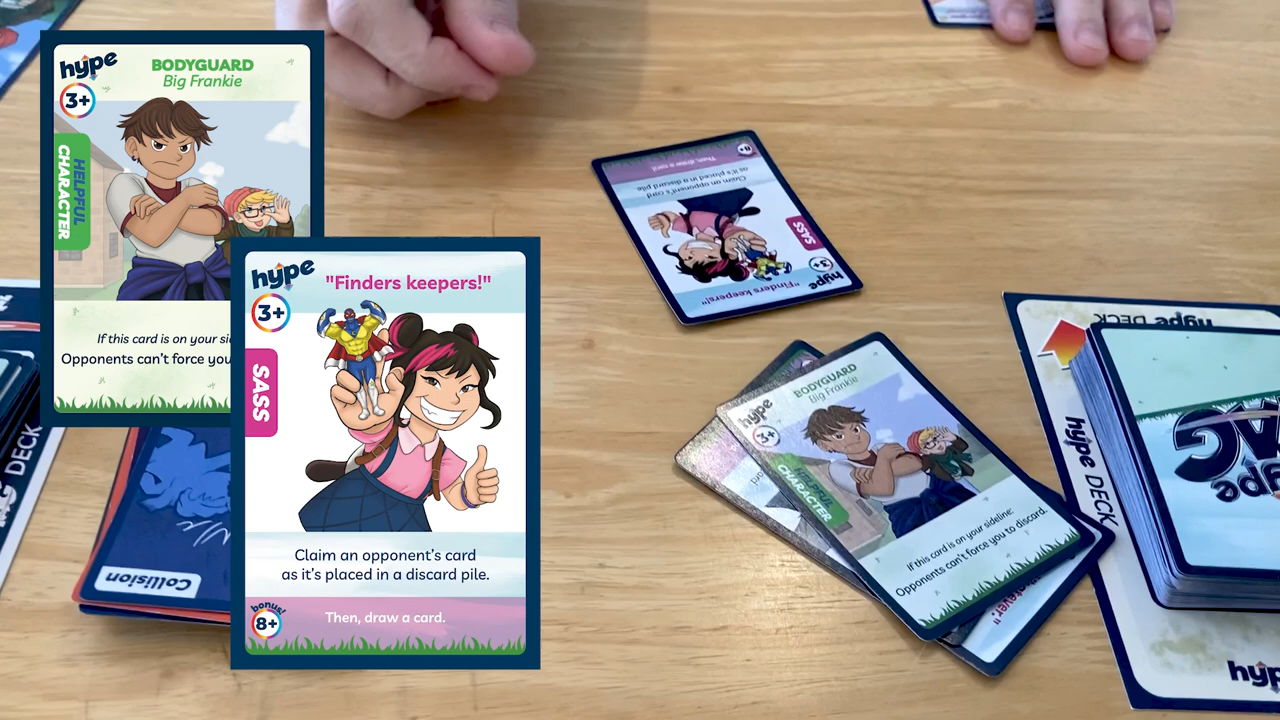 hype
BODYGUARD
Big Frankie
3+
HELPFUL
CHARACTER
If this card is on your
Opponents can't force you
hype
"Finders keepers!"
3+
SASS
Claim an opponent's card
as it's placed in a discard pile.
bonus!
8+
Then, draw a card.
DECK
Collision
hype
"Finders keepers!"
3+
SASS
Claim an opponent's card
as it's placed in a discard pile
8+
Then, draw a card.
hype
BODYGUARD
Big Frankie
3+
HELPFUL
CHARACTER
If this card is on your sideline:
Opponents can't force you to discard.
hype DECK
hype DECK
hype